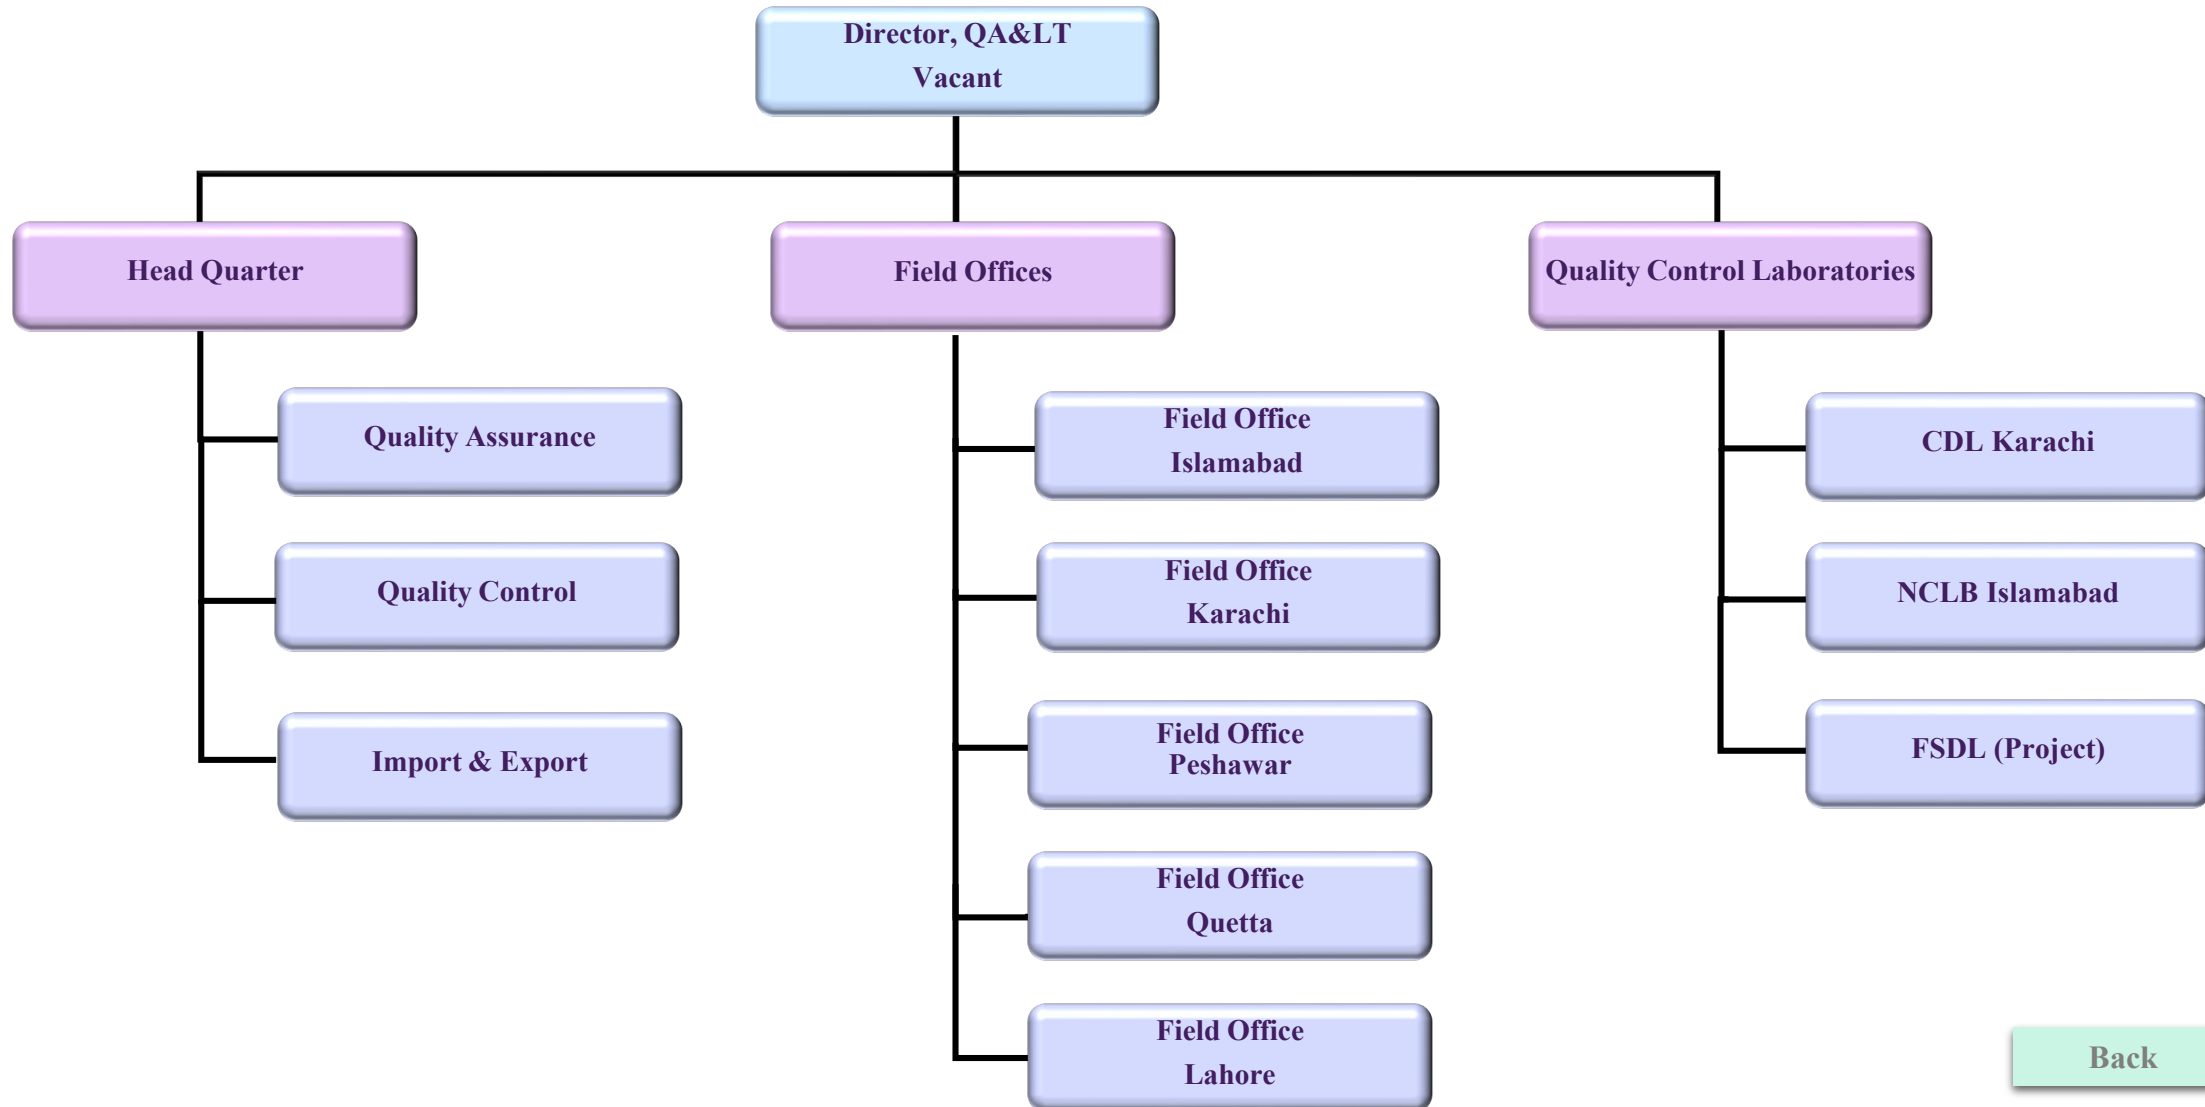 Director, QA&LT
Vacant
Head Quarter
Field Offices
Quality Control Laboratories
Quality Assurance
Quality Control
Import & Export
Field Office
Islamabad
Field Office
Karachi
Field Office
Peshawar
Field Office
Quetta
Field Office
Lahore
CDL Karachi
NCLB Islamabad
FSDL (Project)
Back